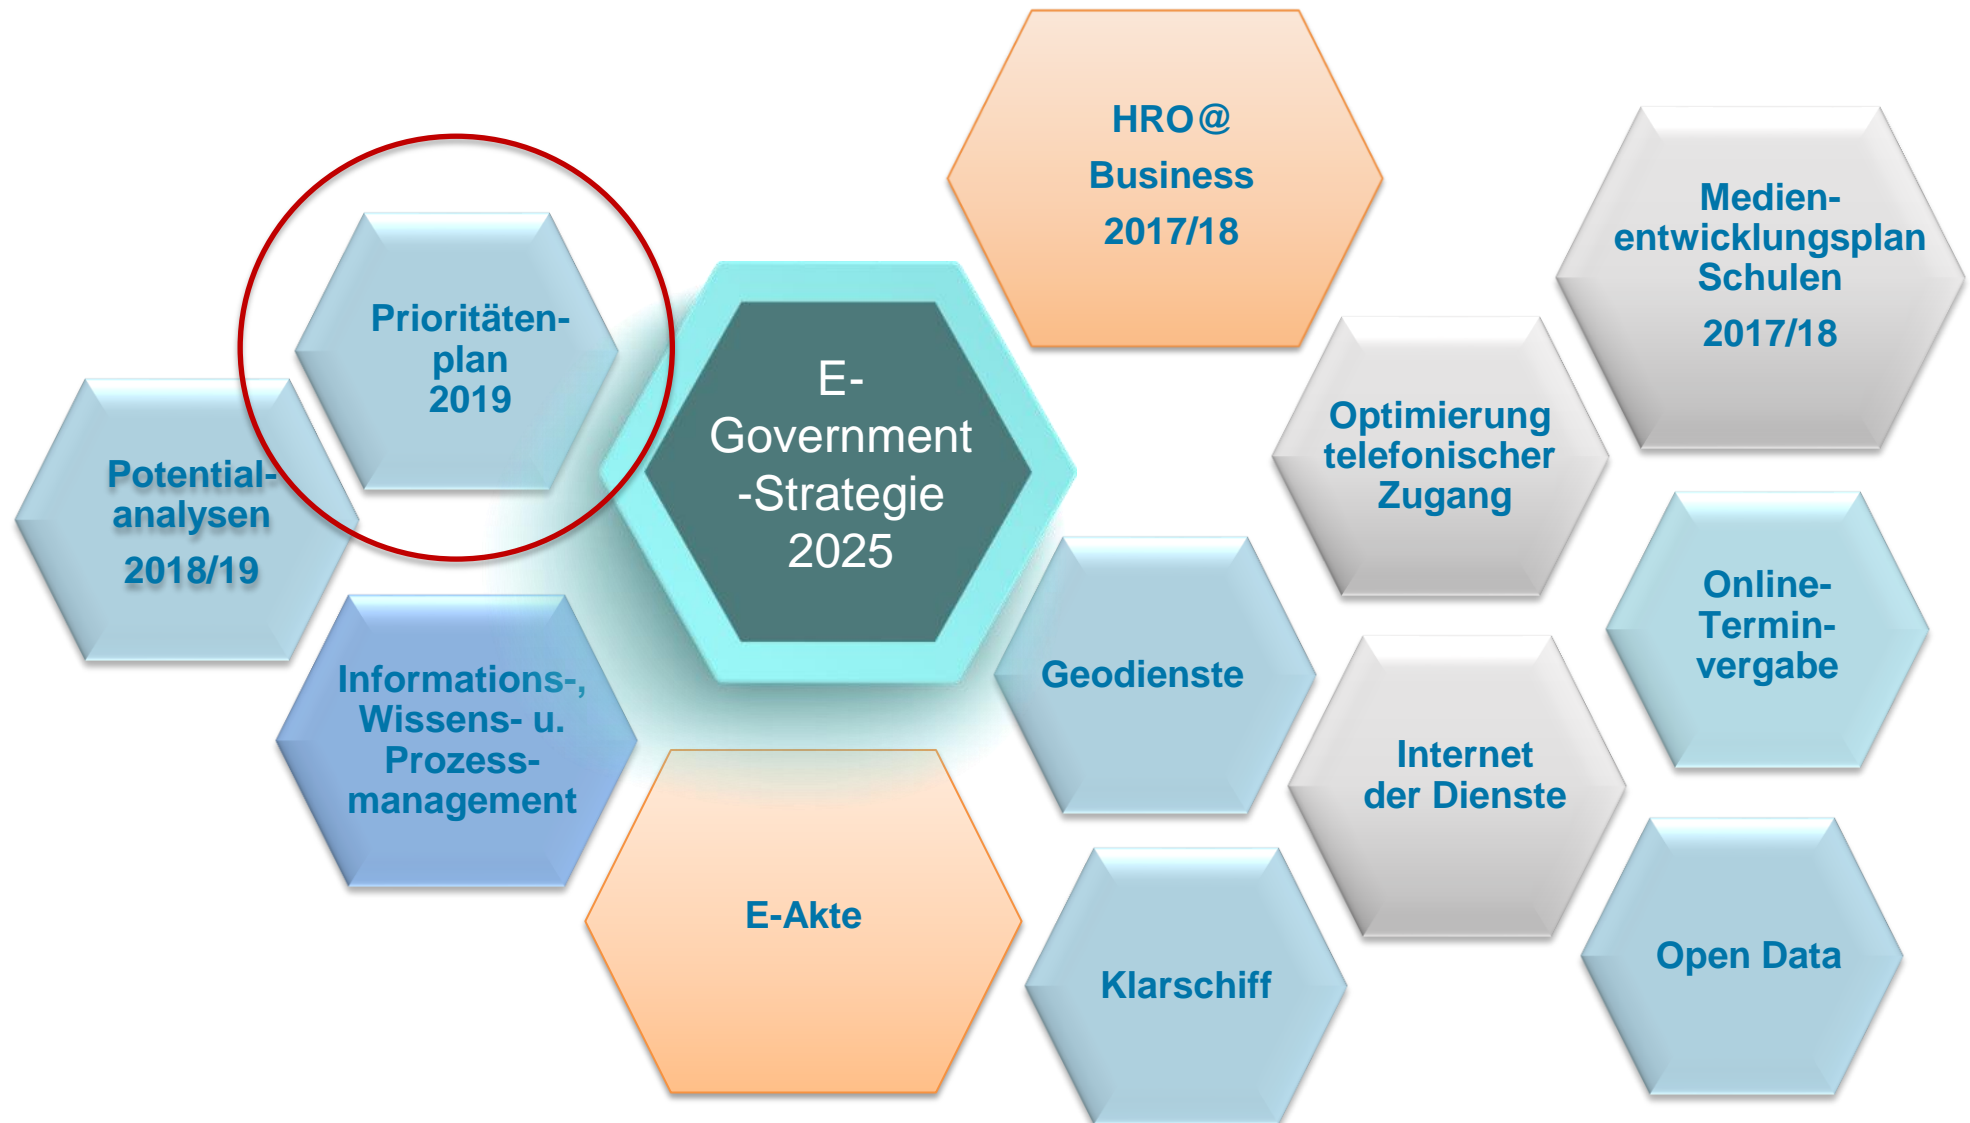 HRO@
Business
2017/18
Medien-
entwicklungsplan
Schulen
2017/18
Prioritäten-
plan
2019
E-
Government
-Strategie
2025
Optimierung
telefonischer
Zugang
Potential-
analysen
2018/19
Online-
Termin-
vergabe
Informations-,
Wissens- u.
Prozess-
management
Geodienste
Internet
der Dienste
E-Akte
Klarschiff
Open Data